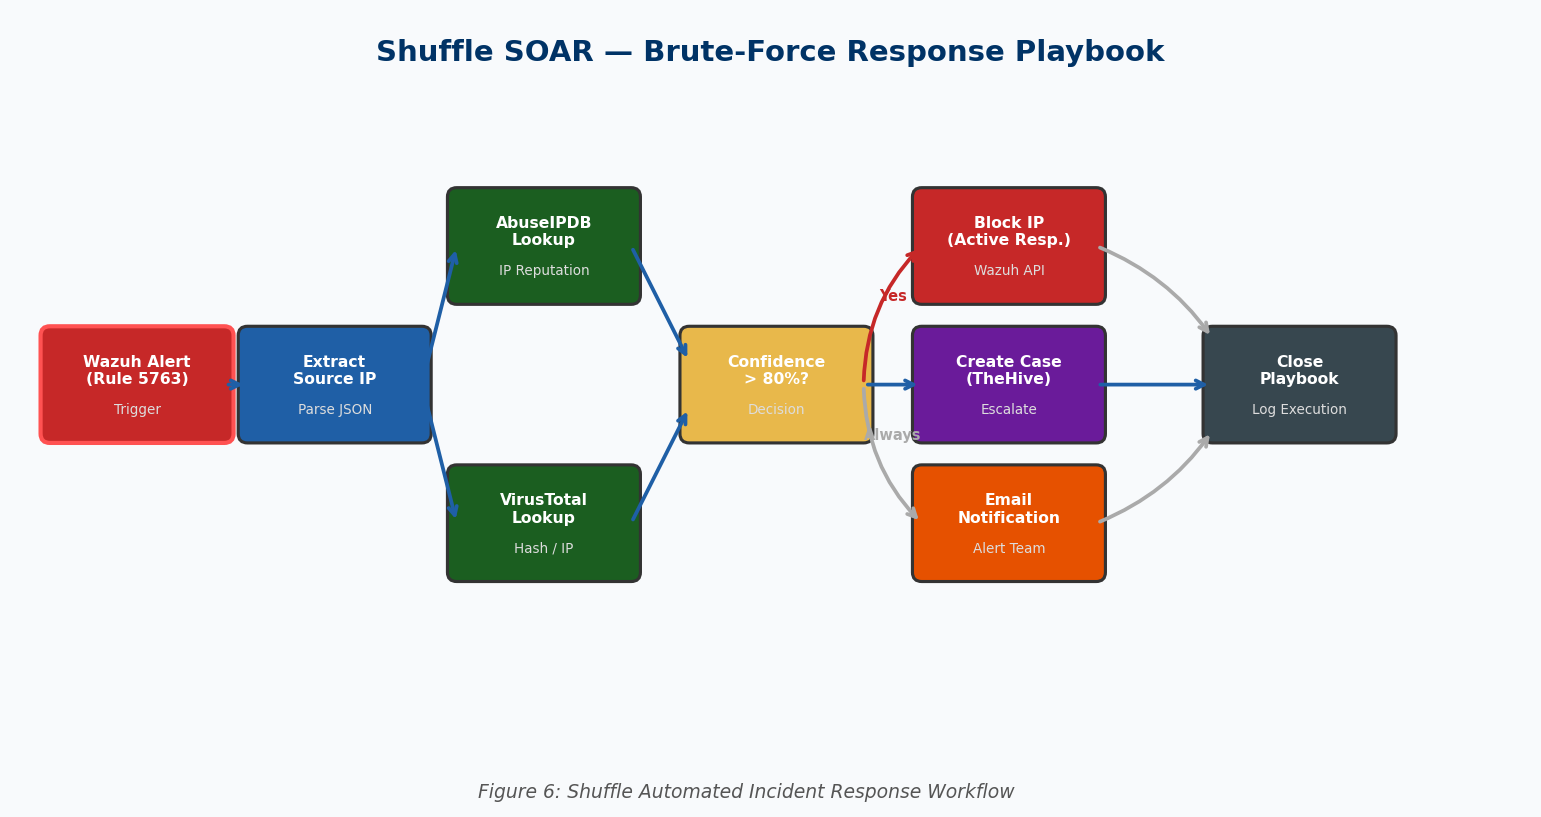 Shuffle SOAR — Brute-Force Response Playbook
Wazuh Alert
(Rule 5763)
Trigger
Extract
Source IP
Parse JSON
AbuseIPDB
Lookup
IP Reputation
VirusTotal
Lookup
Hash / IP
Confidence
> 80%?
Decision
Yes
Always
Block IP
(Active Resp.)
Wazuh API
Create Case
(TheHive)
Escalate
Email
Notification
Alert Team
Close
Playbook
Log Execution
Figure 6: Shuffle Automated Incident Response Workflow